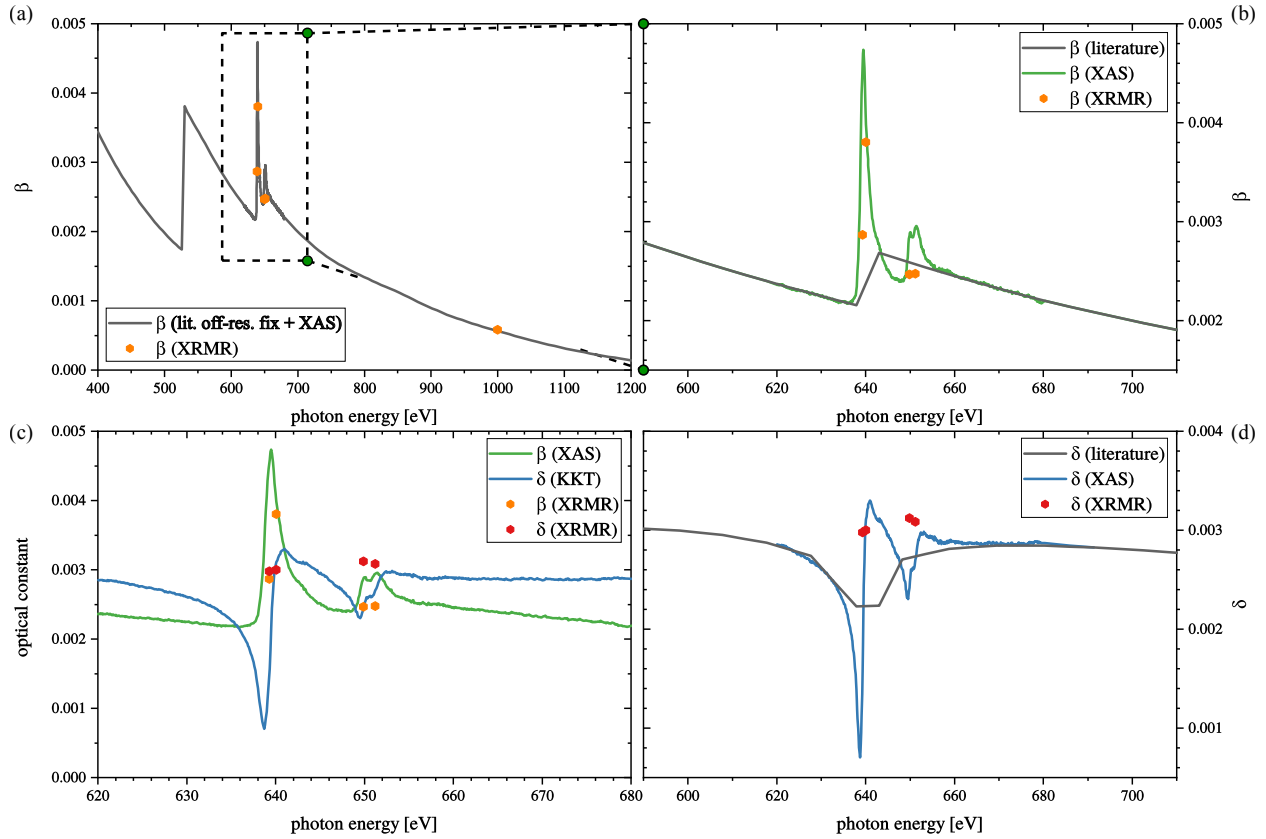 (a)
0.005
0.004
0.003
0.002
0.001
0.000
β
β (lit. off-res. fix + XAS)
β (XRMR)
400 500 600 700 800 900 1000 1100 1200
photon energy [eV]
(b)
β (literature)
β (XAS)
β (XRMR)
0.005
0.004
0.003
0.002
β
600 620 640 660 680 700
photon energy [eV]
(c)
0.005
0.004
0.003
0.002
0.001
0.000
optical constant
β (XAS)
δ (KKT)
β (XRMR)
δ (XRMR)
620 630 640 650 660 670 680
photon energy [eV]
(d)
δ (literature)
δ (XAS)
δ (XRMR)
0.004
0.003
0.002
0.001
δ
600 620 640 660 680 700
photon energy [eV]